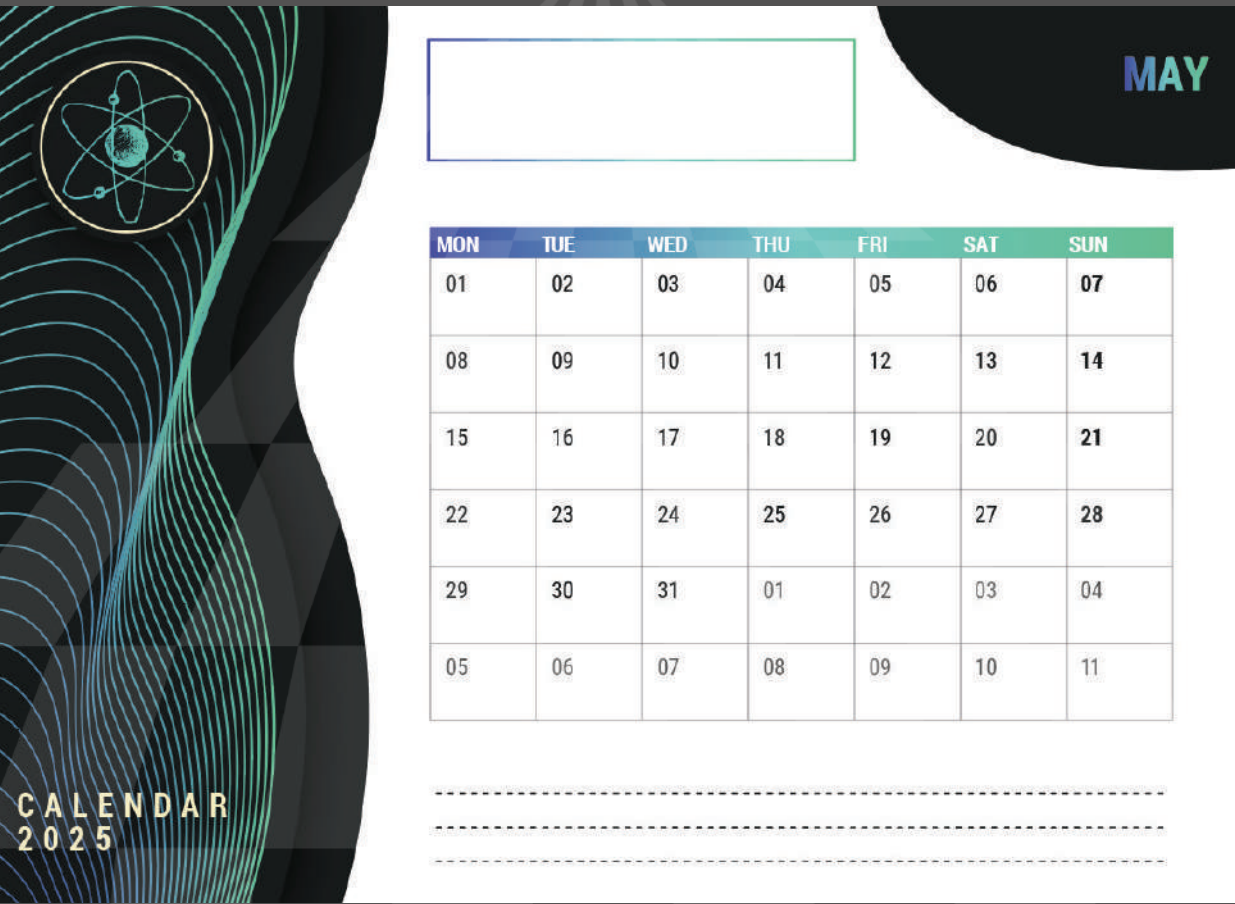 MAY
MON TUE WED THU FRI SAT SUN
01 02 03 04 05 06 07
08 09 10 11 12 13 14
15 16 17 18 19 20 21
22 23 24 25 26 27 28
29 30 31 01 02 03 04
05 06 07 08 09 10 11
CALENDAR
2025